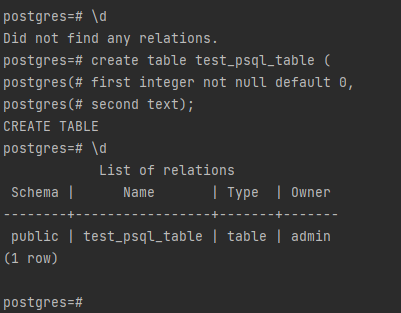 postgres=# \d
Did not find any relations.
postgres=# create table test_psql_table (
postgres(# first integer not null default 0,
postgres(# second text);
CREATE TABLE
postgres=# \d
            List of relations
 Schema |      Name       | Type  | Owner
--------+-----------------+-------+-------
 public | test_psql_table | table | admin
(1 row)

postgres=#